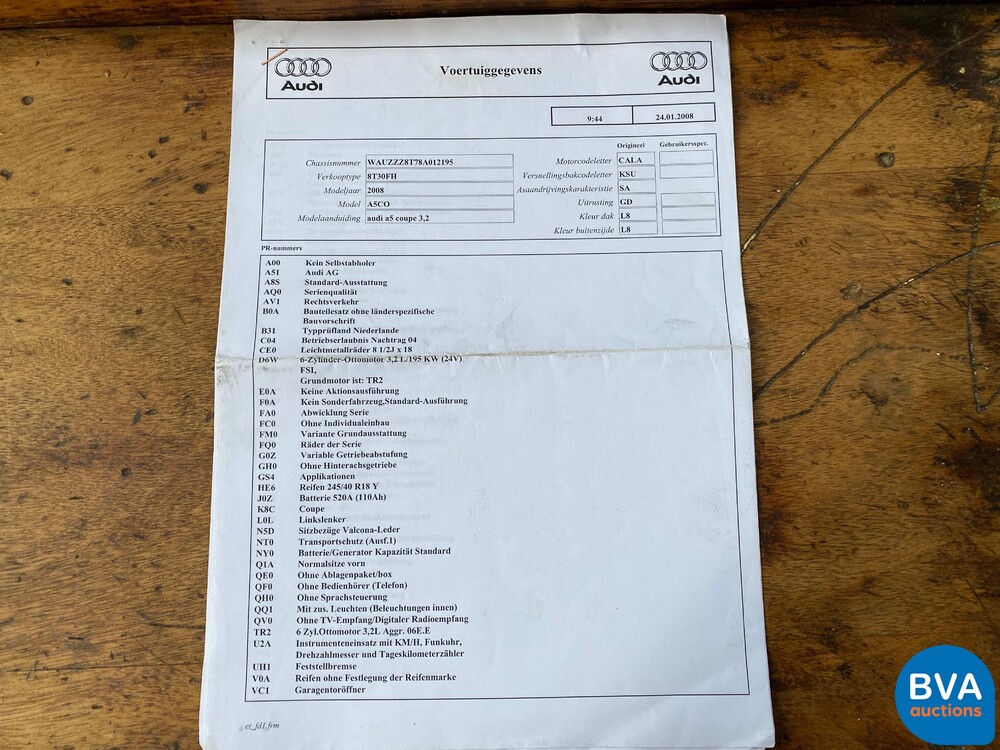 Audi
Voertuiggegevens
Audi
9:44
24.01.2008
Origineel Gebruikersspec.
Chassisnummer WAUZZZ8T78A012195
Verkooptype 8T30FH
Modeljaar 2008
Model A5CO
Modelaanduiding audi a5 coupe 3,2
Motorcodeletter CALA
Versnellingsbakcodeletter KSU
Asaandrijvingskarakteristie SA
Uitrusting GD
Kleur dak L8
Kleur buitenzijde L8
PR-nummers
A00 Kein Selbstabholer
A51 Audi AG
A8S Standard-Ausstattung
AQ0 Serienqualität
AV1 Rechtsverkehr
B0A Bauteilesatz ohne länderspezifische
Bauvorschrift
B31 Typprüfland Niederlande
C04 Betriebserlaubnis Nachtrag 04
CE0 Leichtmetallräder 8 1/2J x 18
D6W 6-Zylinder-Ottomotor 3,2 L/195 KW (24V)
FSI,
Grundmotor ist: TR2
E0A Keine Aktionsausführung
F0A Kein Sonderfahrzeug,Standard-Ausführung
FA0 Abwicklung Serie
FC0 Ohne Individualeinbau
FM0 Variante Grundausstattung
FQ0 Räder der Serie
G0Z Variable Getriebeabstufung
GH0 Ohne Hinterachsgetriebe
GS4 Applikationen
HE6 Reifen 245/40 R18 Y
J0Z Batterie 520A (110Ah)
K8C Coupe
L0L Linkslenker
N5D Sitzbezüge Valcona-Leder
NT0 Transportschutz (Ausf.1)
NY0 Batterie/Generator Kapazität Standard
Q1A Normalsitze vorn
QE0 Ohne Ablagenpaket/box
QF0 Ohne Bedienhörer (Telefon)
QH0 Ohne Sprachsteuerung
QQ1 Mit zus. Leuchten (Beleuchtungen innen)
QV0 Ohne TV-Empfang/Digitaler Radioempfang
TR2 6 Zyl.Ottomotor 3,2L Aggr. 06E.E
U2A Instrumenteneinsatz mit KM/H, Funkuhr,
Drehzahlmesser und Tageskilometerzähler
UH1 Feststellbremse
V0A Reifen ohne Festlegung der Reifenmarke
VC1 Garagentoröffner
et_fd1.frm
BVA
auctions